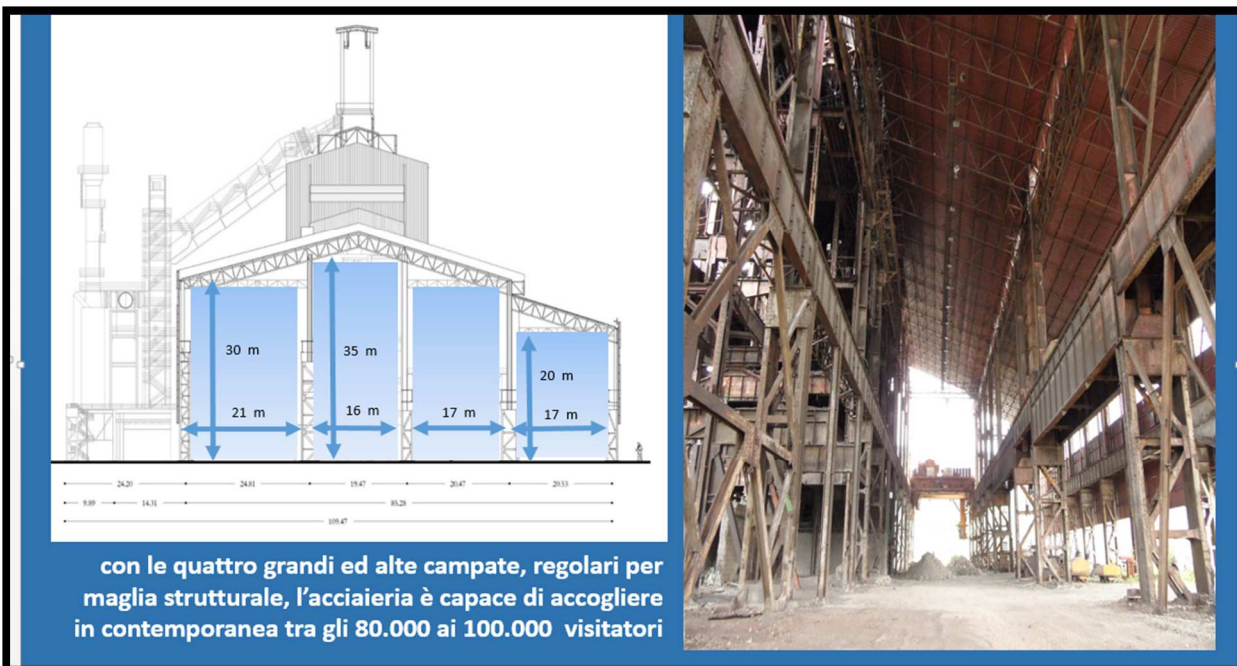 30 m
35 m
20 m
21 m
16 m
17 m
17 m
24.20
24.81
19.47
20.47
20.53
9.89
14.31
85.28
109.47
con le quattro grandi ed alte campate, regolari per
maglia strutturale, l'acciaieria è capace di accogliere
in contemporanea tra gli 80.000 ai 100.000 visitatori